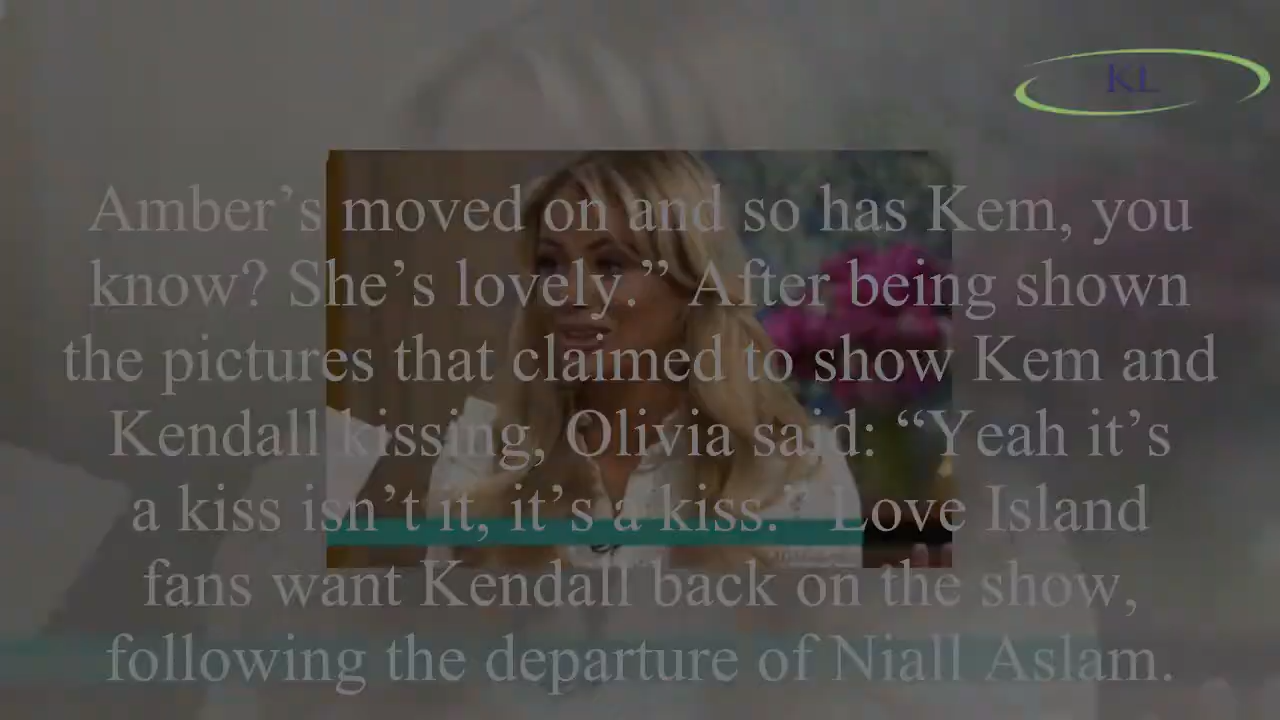 KL
Amber’s moved on and so has Kem, you
know? She’s lovely.” After being shown
the pictures that claimed to show Kem and
Kendall kissing, Olivia said: “Yeah it’s
a kiss isn’t it, it’s a kiss.” Love Island
fans want Kendall back on the show,
following the departure of Niall Aslam.